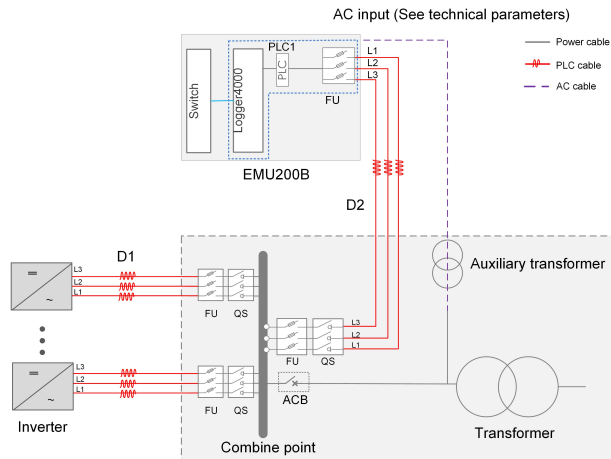 AC input (See technical parameters)
Power cable
PLC cable
AC cable
PLC1
L1
L2
L3
Switch
Logger4000
PLC
FU
EMU200B
D2
D1
L3
L2
L1
FU
QS
Auxiliary transformer
L3
L2
L1
FU
QS
L3
L2
L1
FU
QS
ACB
Inverter
Transformer
Combine point